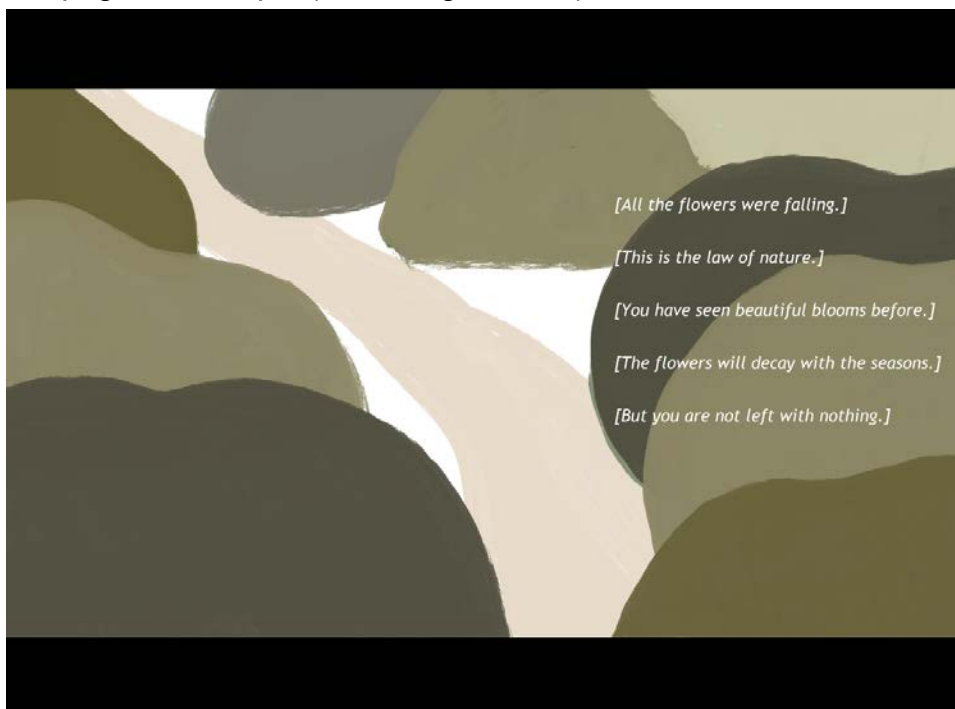 [All the flowers were falling.]
[This is the law of nature.]
[You have seen beautiful blooms before.]
[The flowers will decay with the seasons.]
[But you are not left with nothing.]